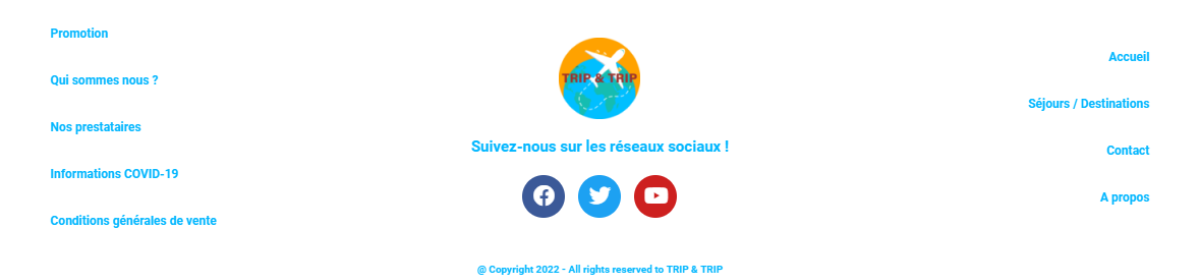 Promotion
Qui sommes nous ?
Nos prestataires
Informations COVID-19
Conditions générales de vente
TRIP & TRIP
Suivez-nous sur les réseaux sociaux !
@ Copyright 2022 - All rights reserved to TRIP & TRIP
Accueil
Séjours / Destinations
Contact
A propos